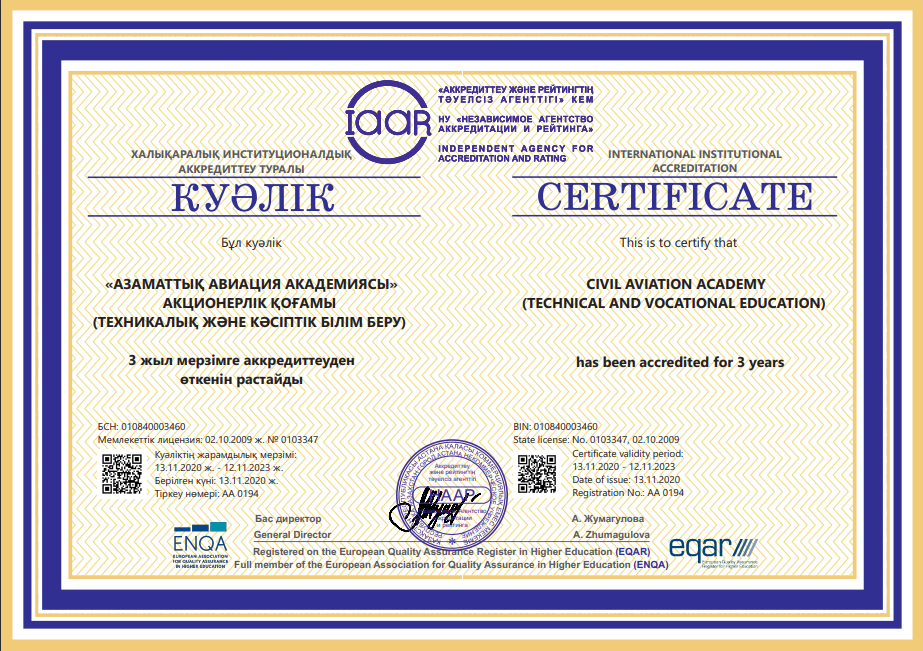 iaaR
«АККРЕДИТТЕУ ЖӘНЕ РЕЙТИНГТІҢ
ТӘУЕЛСІЗ АГЕНТТІГІ» КЕМ
НУ «НЕЗАВИСИМОЕ АГЕНТСТВО
АККРЕДИТАЦИИ И РЕЙТИНГА»
INDEPENDENT AGENCY FOR
ACCREDITATION AND RATING
ХАЛЫҚАРАЛЫҚ ИНСТИТУЦИОНАЛДЫҚ
АККРЕДИТТЕУ ТУРАЛЫ
КУӘЛІК
Бұл куәлік
«АЗАМАТТЫҚ АВИАЦИЯ АКАДЕМИЯСЫ»
АКЦИОНЕРЛІК ҚОҒАМЫ
(ТЕХНИКАЛЫҚ ЖӘНЕ КӘСІПТІК БІЛІМ БЕРУ)
3 жыл мерзімге аккредиттеуден
өткенін растайды
БСН: 010840003460
Мемлекеттік лицензия: 02.10.2009 ж. № 0103347
Куәліктің жарамдылық мерзімі:
13.11.2020 ж. - 12.11.2023 ж.
Берілген күні: 13.11.2020 ж.
Тіркеу нөмері: АА 0194
INTERNATIONAL INSTITUTIONAL
ACCREDITATION
CERTIFICATE
This is to certify that
CIVIL AVIATION ACADEMY
(TECHNICAL AND VOCATIONAL EDUCATION)
has been accredited for 3 years
BIN: 010840003460
State license: No. 0103347, 02.10.2009
Certificate validity period:
13.11.2020 - 12.11.2023
Date of issue: 13.11.2020
Registration No.: AA 0194
Аккредиттеу
және рейтингтің
тәуелсіз агенттігі
Бас директор
А. Жумагулова
General Director
A. Zhumagulova
Registered on the European Quality Assurance Register in Higher Education (EQAR)
Full member of the European Association for Quality Assurance in Higher Education (ENQA)
ENQA
EUROPEAN ASSOCIATION
FOR QUALITY ASSURANCE
IN HIGHER EDUCATION
eqar
European Quality Assurance
Register for Higher Education